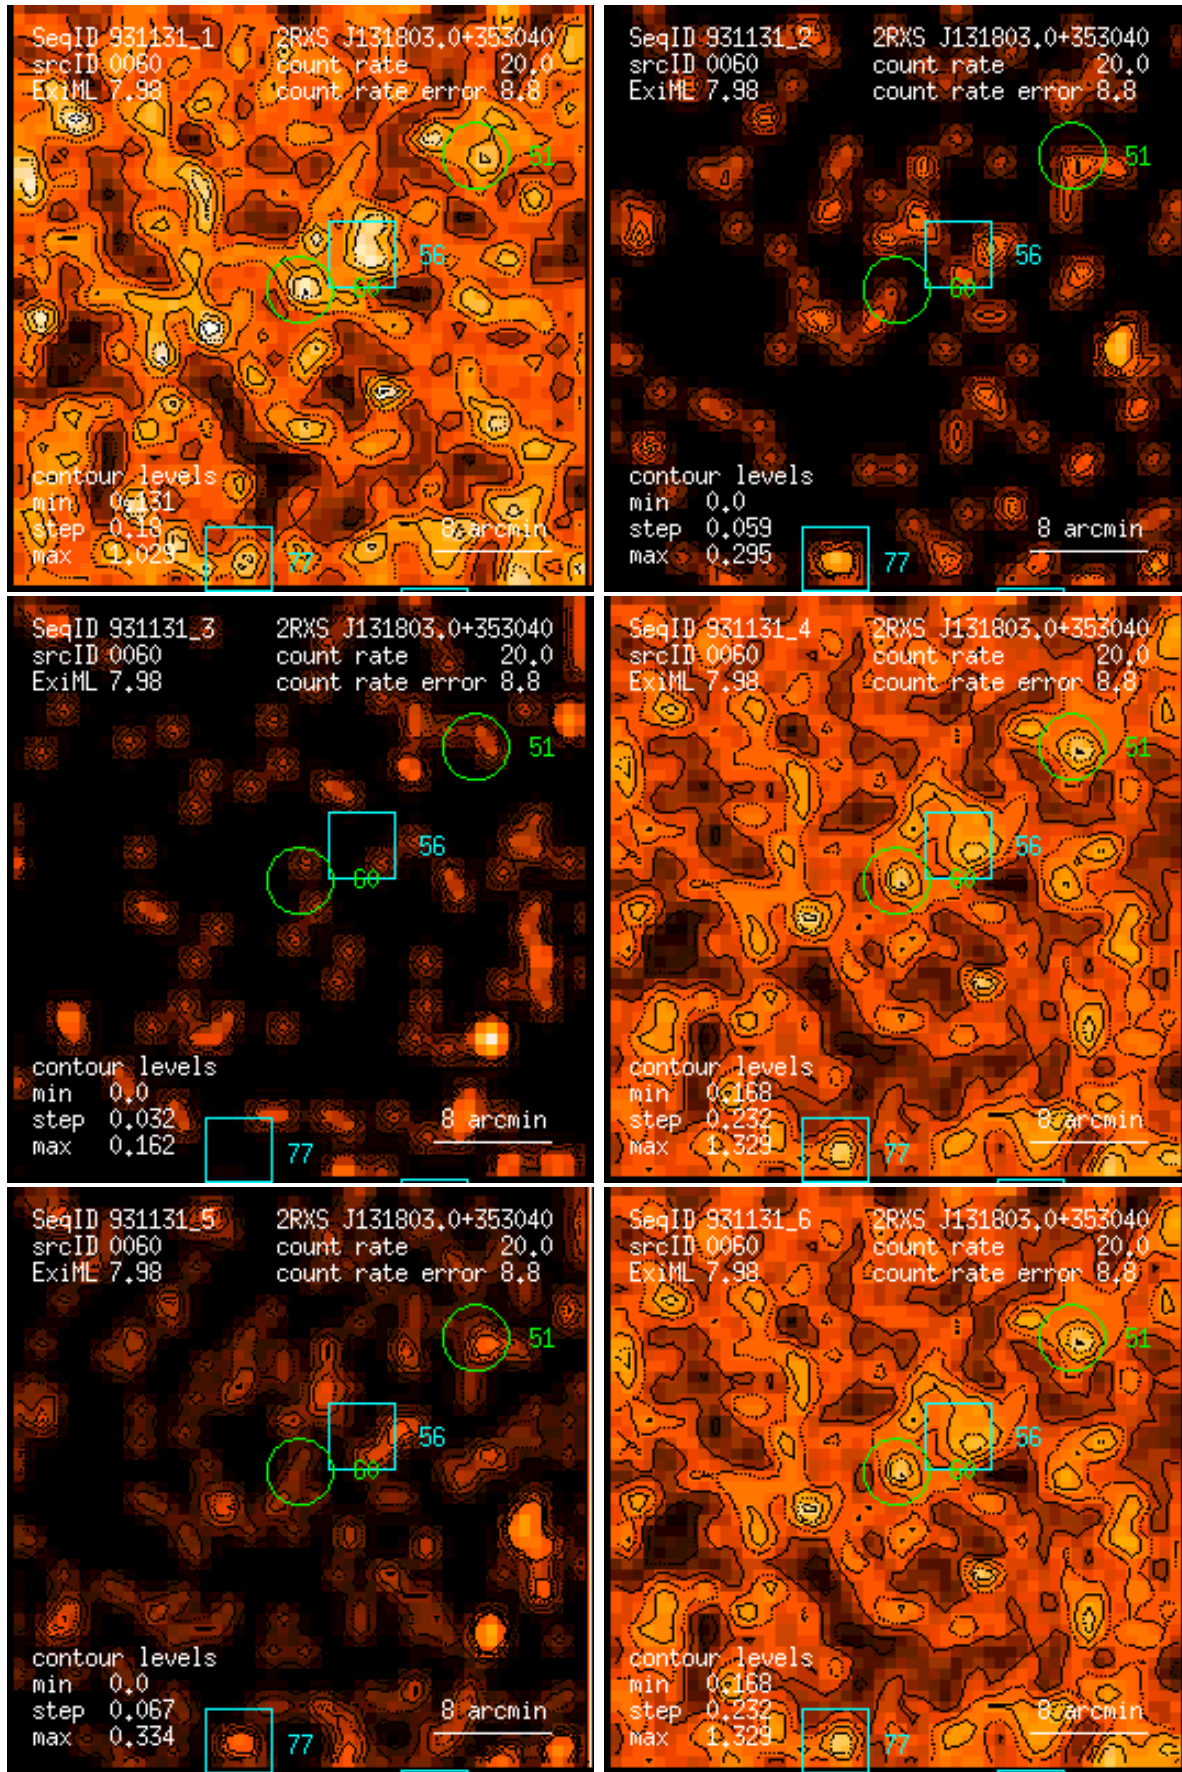 SeqID 931131_1 2RXS J131803.0+353040
srcID 0060 count rate 20.0
ExiML 7.98 count rate error 8.8
51
56
60
contour levels
min 0.131
step 0.18 8 arcmin
max 1.029 77
SeqID 931131_2 2RXS J131803.0+353040
srcID 0060 count rate 20.0
ExiML 7.98 count rate error 8.8
51
56
60
contour levels
min 0.0
step 0.059 8 arcmin
max 0.295 77
SeqID 931131_3 2RXS J131803.0+353040
srcID 0060 count rate 20.0
ExiML 7.98 count rate error 8.8
51
56
60
contour levels
min 0.0
step 0.032 8 arcmin
max 0.162 77
SeqID 931131_4 2RXS J131803.0+353040
srcID 0060 count rate 20.0
ExiML 7.98 count rate error 8.8
51
56
60
contour levels
min 0.168
step 0.232 8 arcmin
max 1.329 77
SeqID 931131_5 2RXS J131803.0+353040
srcID 0060 count rate 20.0
ExiML 7.98 count rate error 8.8
51
56
60
contour levels
min 0.0
step 0.067 8 arcmin
max 0.334 77
SeqID 931131_6 2RXS J131803.0+353040
srcID 0060 count rate 20.0
ExiML 7.98 count rate error 8.8
51
56
60
contour levels
min 0.168
step 0.232 8 arcmin
max 1.329 77